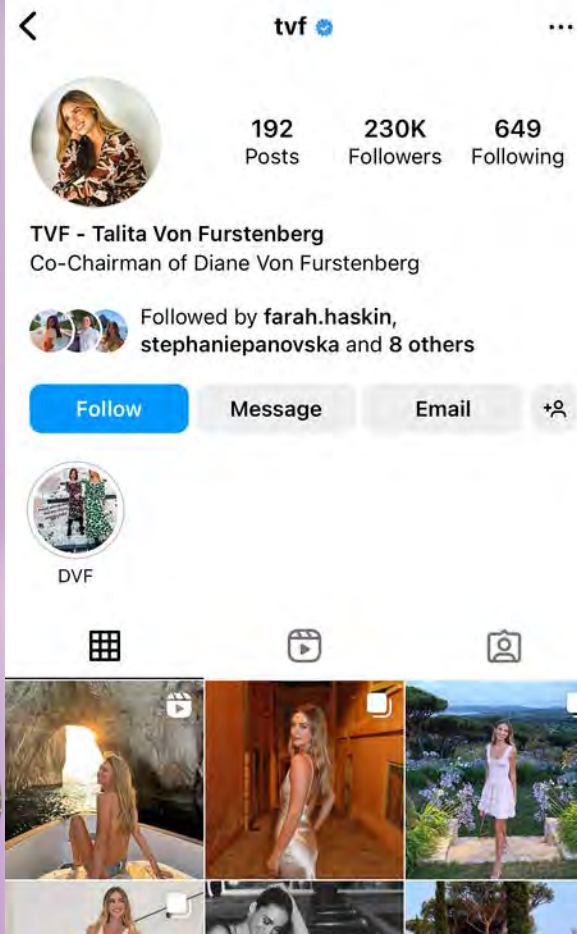 tvf
192 230K 649
Posts Followers Following
TVF - Talita Von Furstenberg
Co-Chairman of Diane Von Furstenberg
Followed by farah.haskin,
stephaniepanovska and 8 others
Follow Message Email
DVF